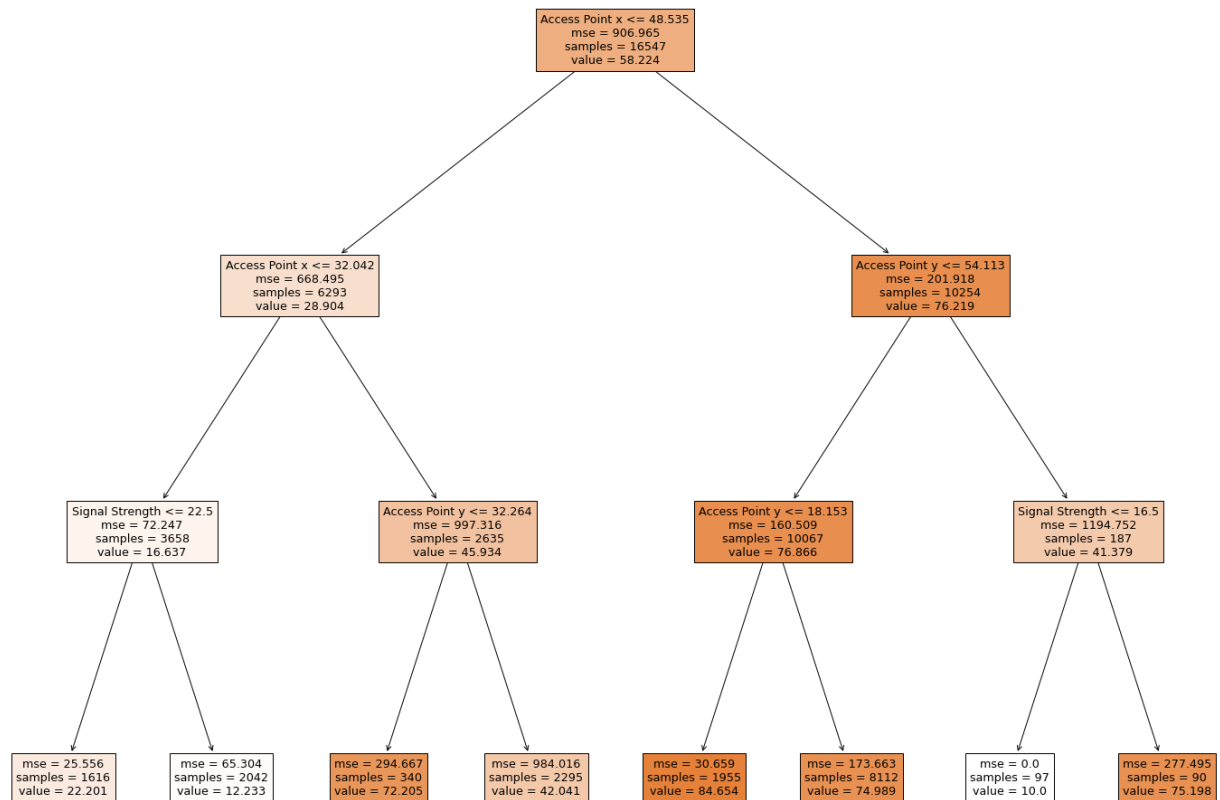 Access Point x <= 48.535
mse = 906.965
samples = 16547
value = 58.224
Access Point x <= 32.042
mse = 668.495
samples = 6293
value = 28.904
Access Point y <= 54.113
mse = 201.918
samples = 10254
value = 76.219
Signal Strength <= 22.5
mse = 72.247
samples = 3658
value = 16.637
Access Point y <= 32.264
mse = 997.316
samples = 2635
value = 45.934
Access Point y <= 18.153
mse = 160.509
samples = 10067
value = 76.866
Signal Strength <= 16.5
mse = 1194.752
samples = 187
value = 41.379
mse = 25.556
samples = 1616
value = 22.201
mse = 65.304
samples = 2042
value = 12.233
mse = 294.667
samples = 340
value = 72.205
mse = 984.016
samples = 2295
value = 42.041
mse = 30.659
samples = 1955
value = 84.654
mse = 173.663
samples = 8112
value = 74.989
mse = 0.0
samples = 97
value = 10.0
mse = 277.495
samples = 90
value = 75.198